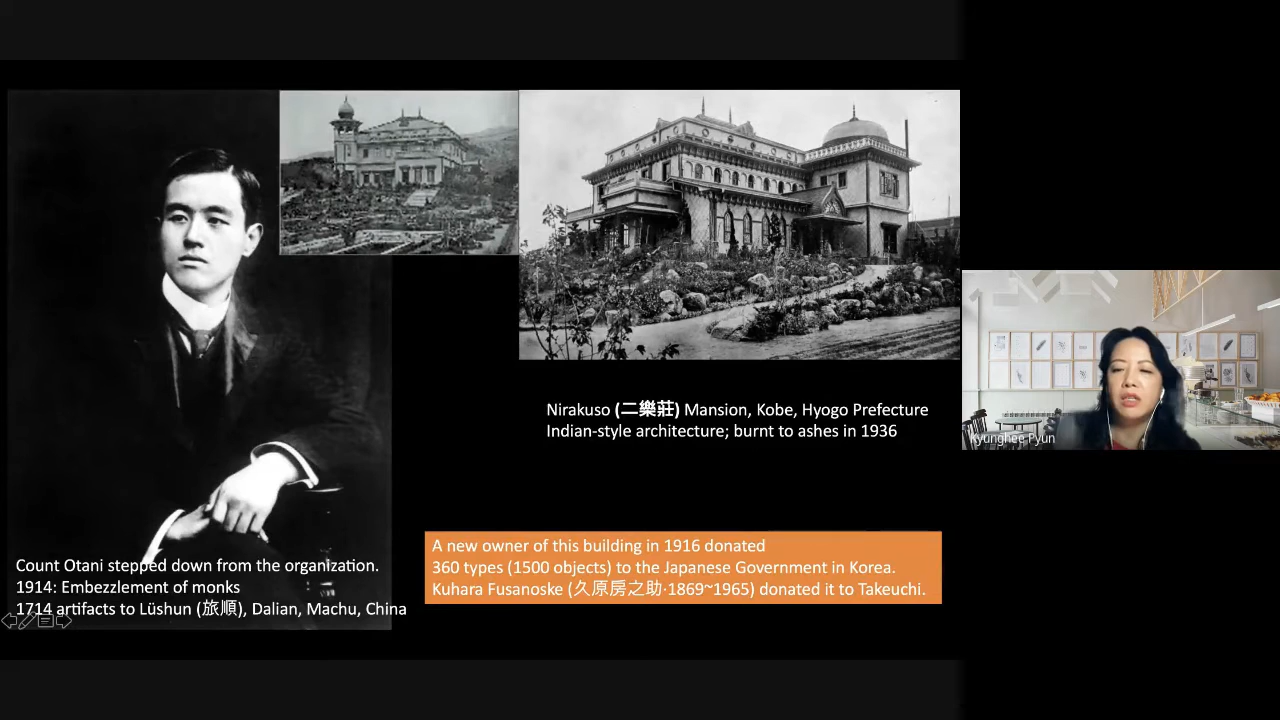 Nirakuso (二樂莊) Mansion, Kobe, Hyogo Prefecture
Indian-style architecture; burnt to ashes in 1936
Kyunghee Pyun
A new owner of this building in 1916 donated
360 types (1500 objects) to the Japanese Government in Korea.
Kuhara Fusanoske (久原房之助·1869~1965) donated it to Takeuchi.
Count Otani stepped down from the organization.
1914: Embezzlement of monks
1714 artifacts to Lüshun (旅順), Dalian, Machu, China